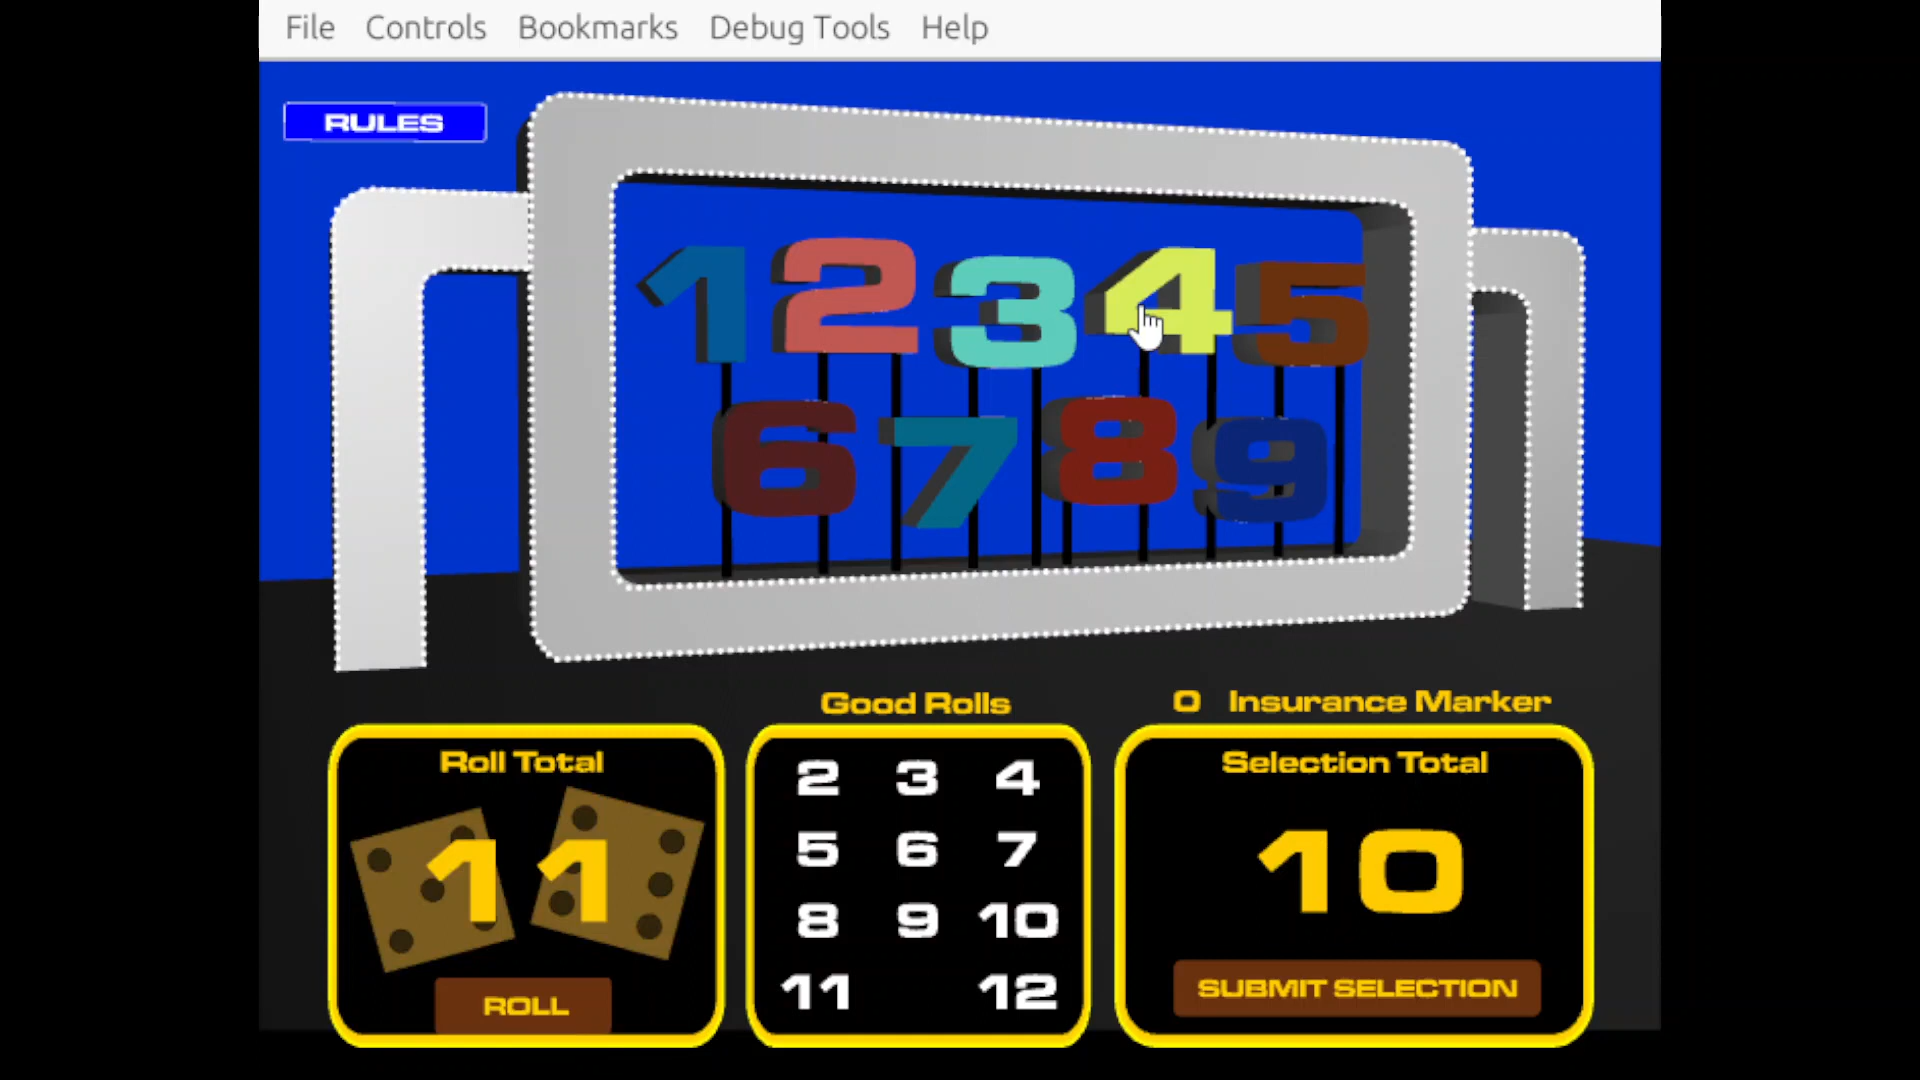 File Controls Bookmarks Debug Tools Help
RULES
1 2 3 4 5
6 7 8 9
Good Rolls
0 Insurance Marker
Roll Total
11
ROLL
2 3 4
5 6 7
8 9 10
11 12
Selection Total
10
SUBMIT SELECTION